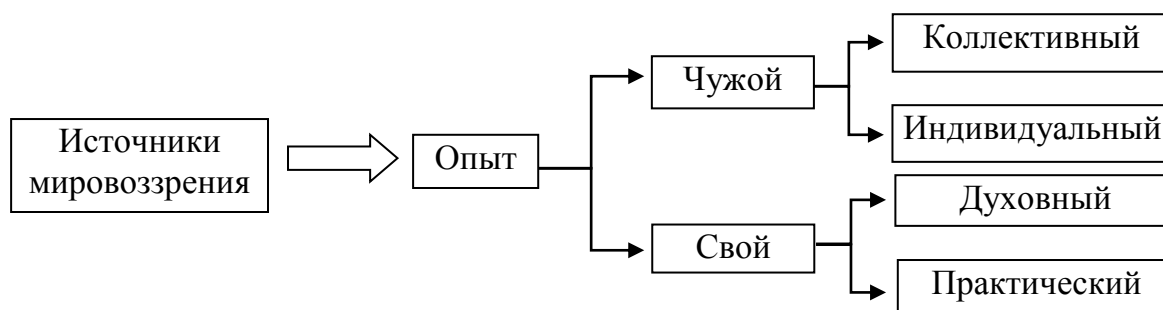 Источники
мировоззрения
Опыт
Чужой
Коллективный
Индивидуальный
Свой
Духовный
Практический